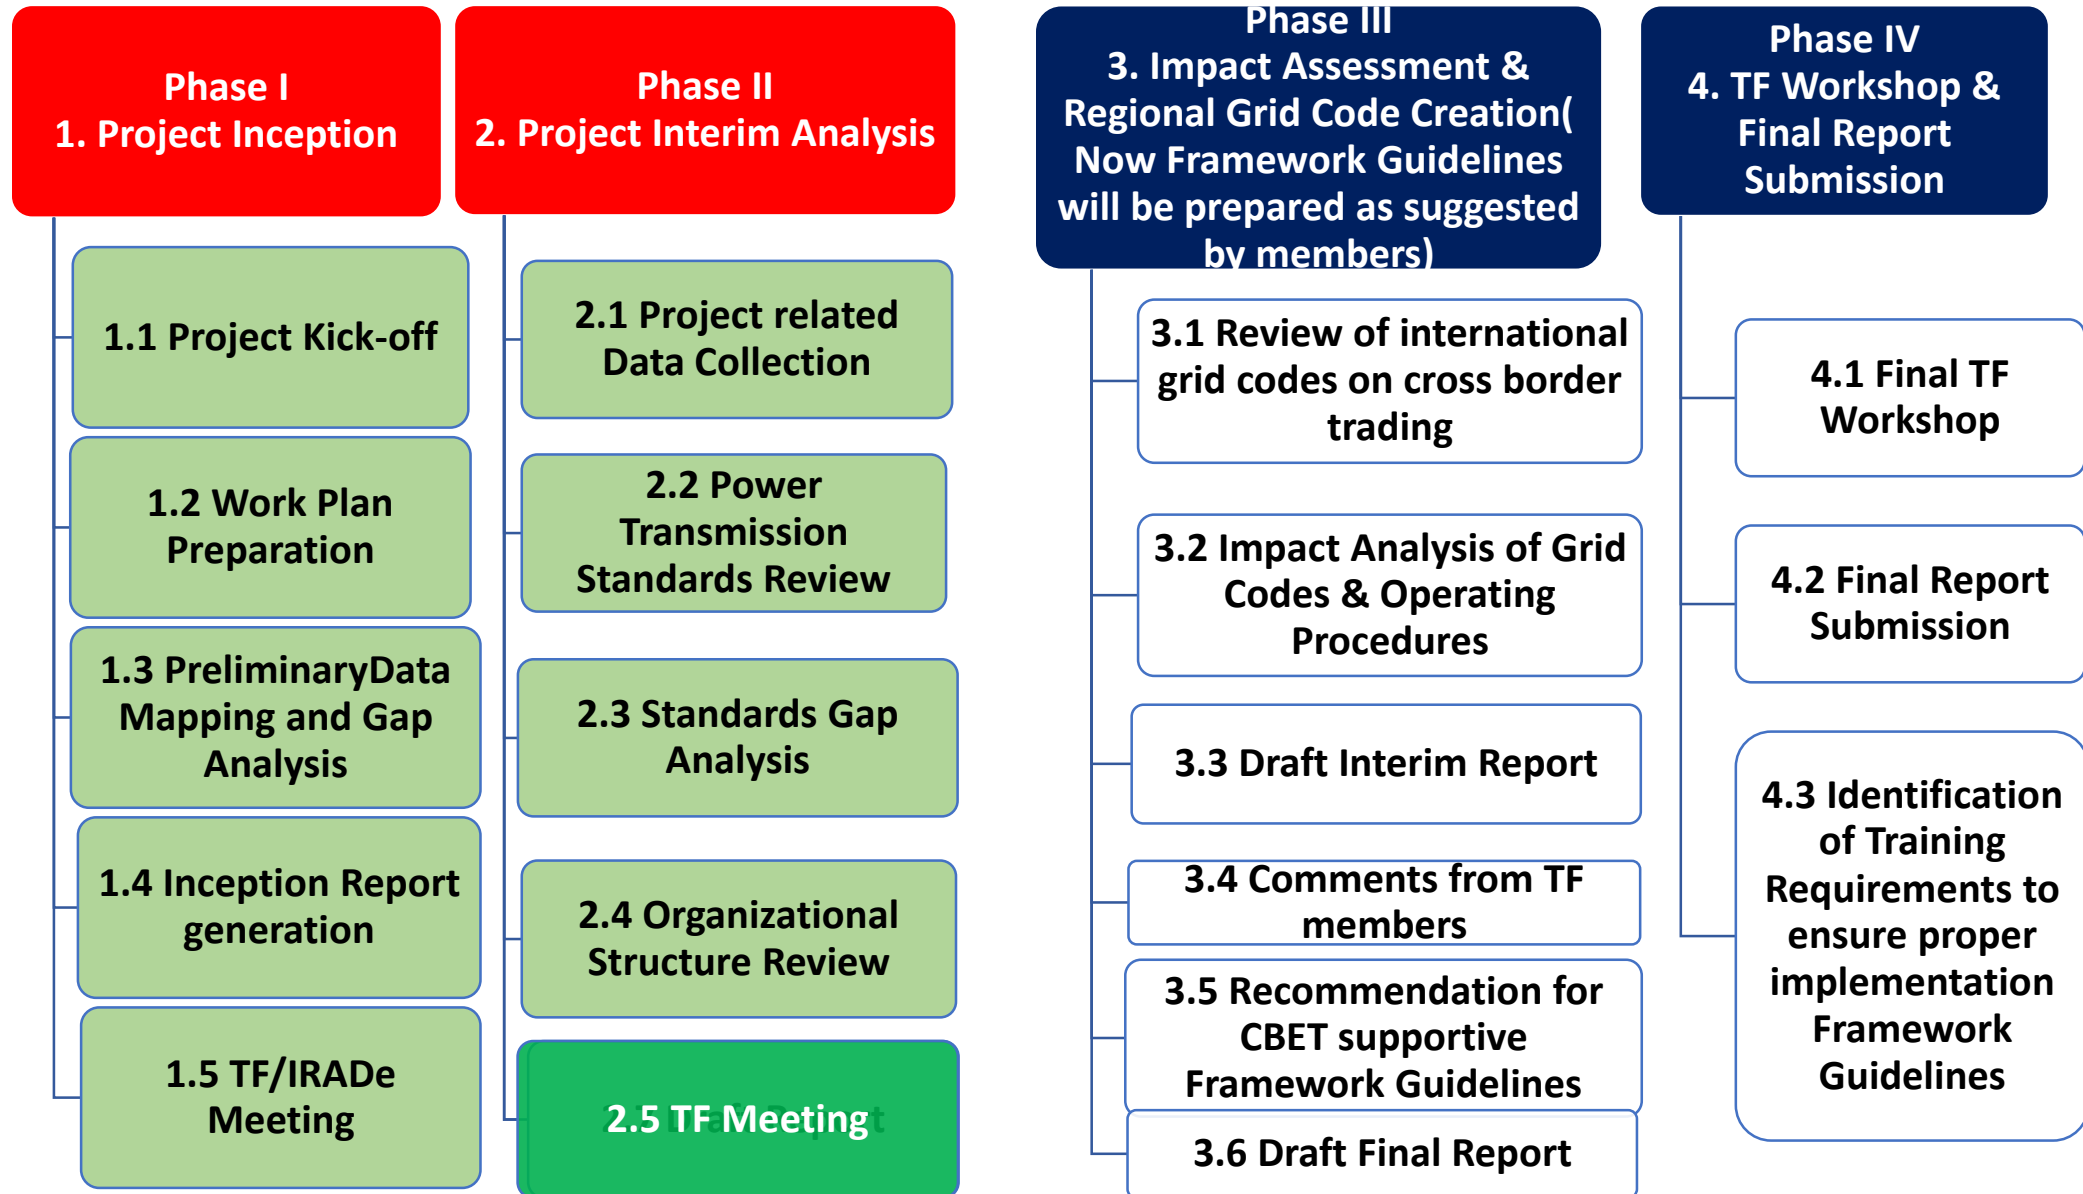 Phase I
1. Project Inception
1.1 Project Kick-off
1.2 Work Plan
Preparation
1.3 PreliminaryData
Mapping and Gap
Analysis
1.4 Inception Report
generation
1.5 TF/IRADe
Meeting
Phase II
2. Project Interim Analysis
2.1 Project related
Data Collection
2.2 Power
Transmission
Standards Review
2.3 Standards Gap
Analysis
2.4 Organizational
Structure Review
2.5 TF Meeting
Phase III
3. Impact Assessment &
Regional Grid Code Creation(
Now Framework Guidelines
will be prepared as suggested
by members)
3.1 Review of international
grid codes on cross border
trading
3.2 Impact Analysis of Grid
Codes & Operating
Procedures
3.3 Draft Interim Report
3.4 Comments from TF
members
3.5 Recommendation for
CBET supportive
Framework Guidelines
3.6 Draft Final Report
Phase IV
4. TF Workshop &
Final Report
Submission
4.1 Final TF
Workshop
4.2 Final Report
Submission
4.3 Identification
of Training
Requirements to
ensure proper
implementation
Framework
Guidelines